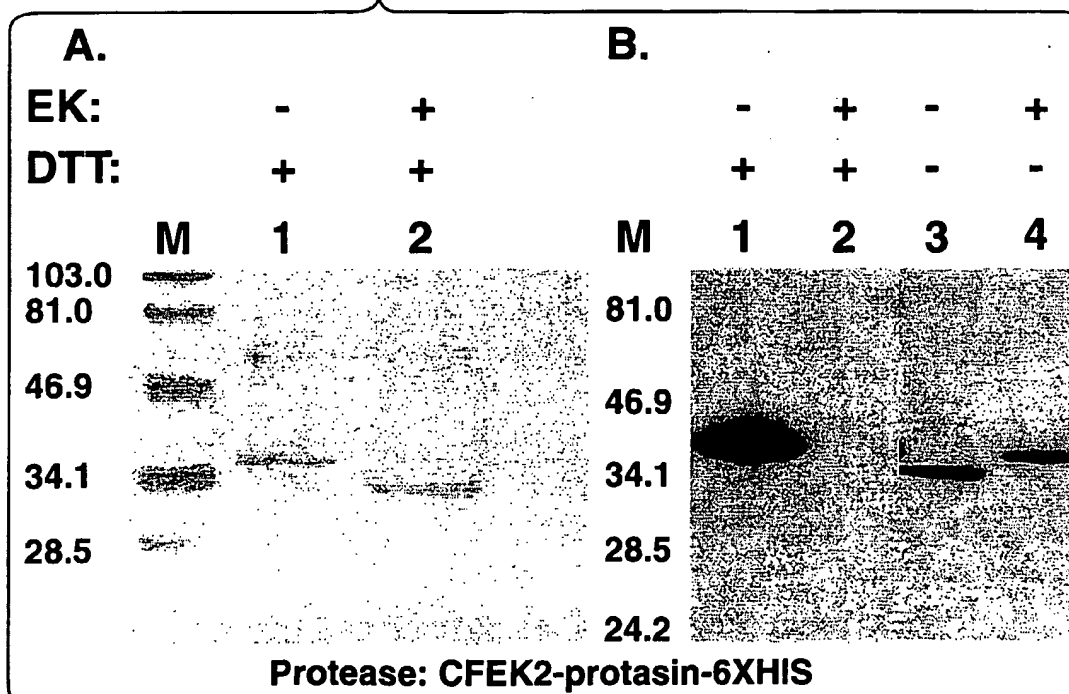 A. B.
EK: - + - + - +
DTT: + + + + - -
M 1 2 M 1 2 3 4
103.0
81.0 81.0
46.9 46.9
34.1 34.1
28.5 28.5
24.2
Protease: CFEK2-protasin-6XHIS